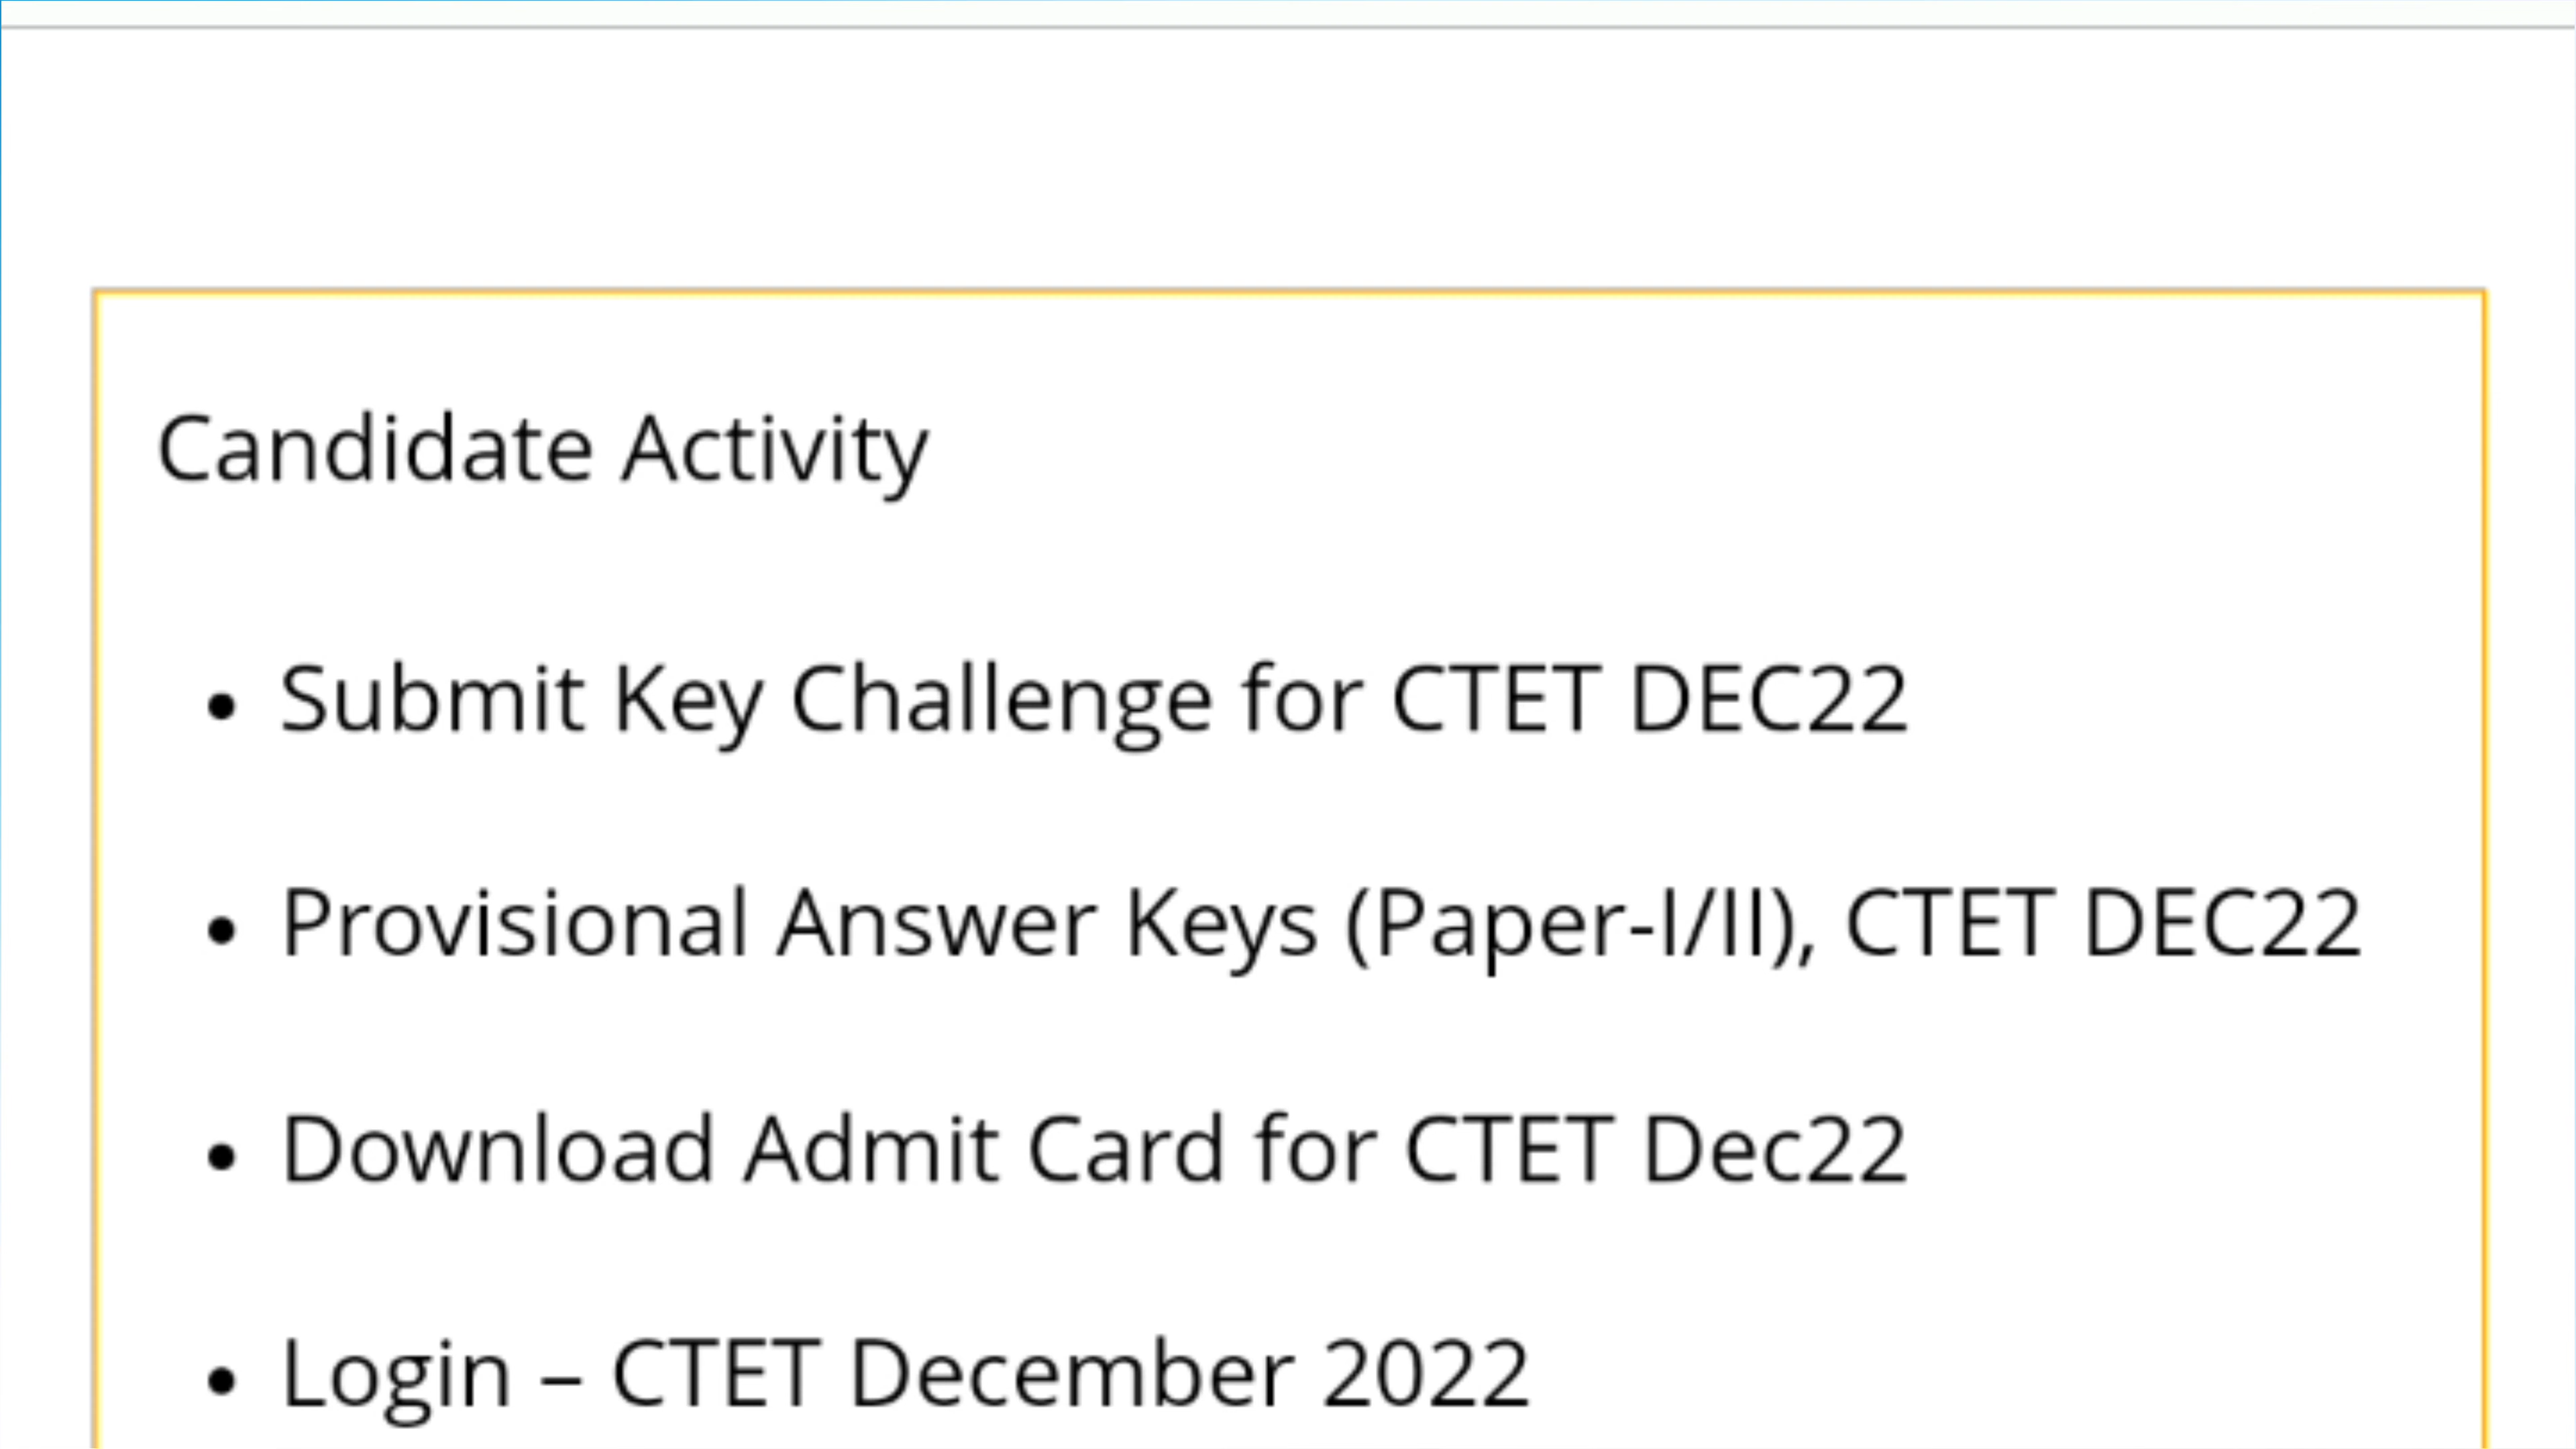 Candidate Activity
• Submit Key Challenge for CTET DEC22
• Provisional Answer Keys (Paper-I/II), CTET DEC22
• Download Admit Card for CTET Dec22
• Login – CTET December 2022